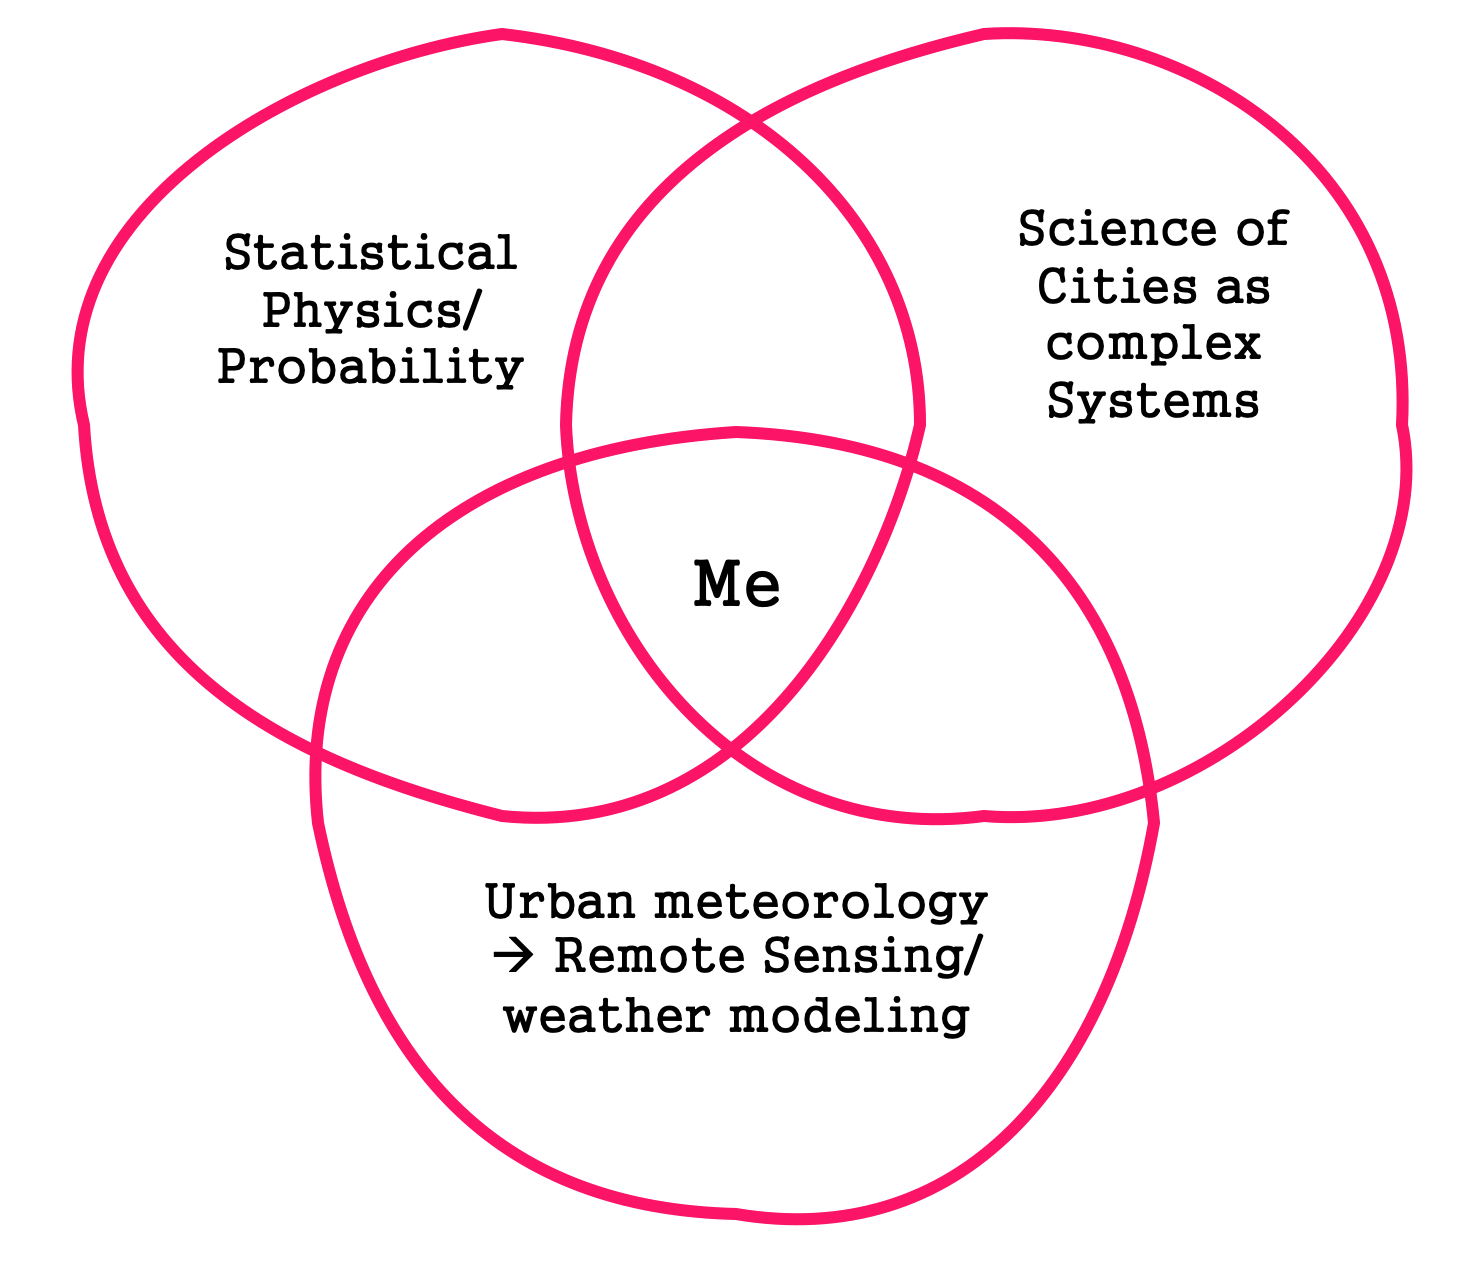 Statistical
Physics/
Probability
Science of
Cities as
complex
Systems
Me
Urban meteorology
→ Remote Sensing/
weather modeling